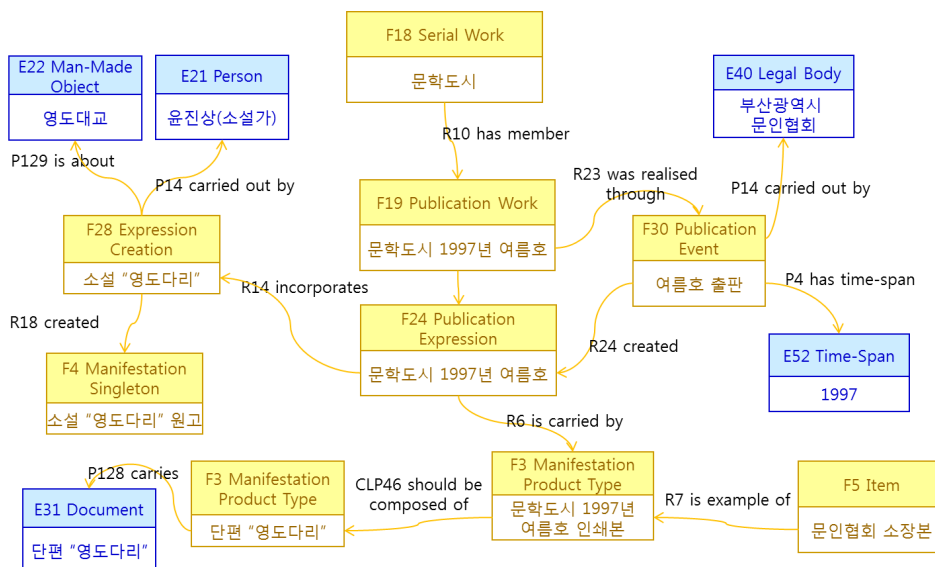 F18 Serial Work
문학도시
E22 Man-Made
Object
영도대교
E21 Person
윤진상(소설가)
E40 Legal Body
부산광역시
문인협회
R10 has member
P129 is about
P14 carried out by
R23 was realised
through
P14 carried out by
F19 Publication Work
문학도시 1997년 여름호
F28 Expression
Creation
소설 “영도다리”
F30 Publication
Event
여름호 출판
R14 incorporates
P4 has time-span
R18 created
F24 Publication
Expression
문학도시 1997년 여름호
R24 created
E52 Time-Span
1997
F4 Manifestation
Singleton
소설 “영도다리” 원고
R6 is carried by
P128 carries
F3 Manifestation
Product Type
단편 “영도다리”
CLP46 should be
composed of
F3 Manifestation
Product Type
문학도시 1997년
여름호 인쇄본
R7 is example of
F5 Item
문인협회 소장본
E31 Document
단편 “영도다리”